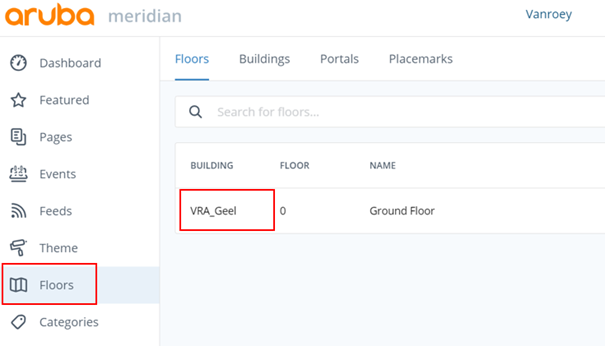 aruba meridian Vanroey
Dashboard
Featured
Pages
Events
Feeds
Theme
Floors
Categories
Floors Buildings Portals Placemarks
Search for floors...
BUILDING FLOOR NAME
VRA_Geel 0 Ground Floor